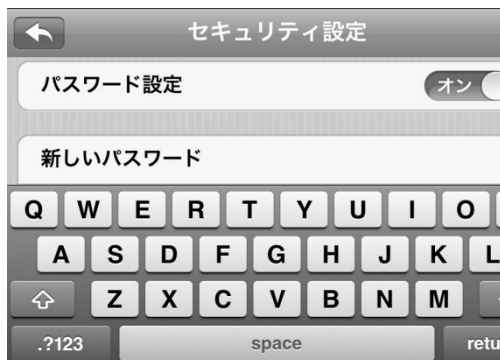 セキュリティ設定
パスワード設定 オン
新しいパスワード
Q W E R T Y U I O
A S D F G H J K L
Z X C V B N M
.?123 space retu